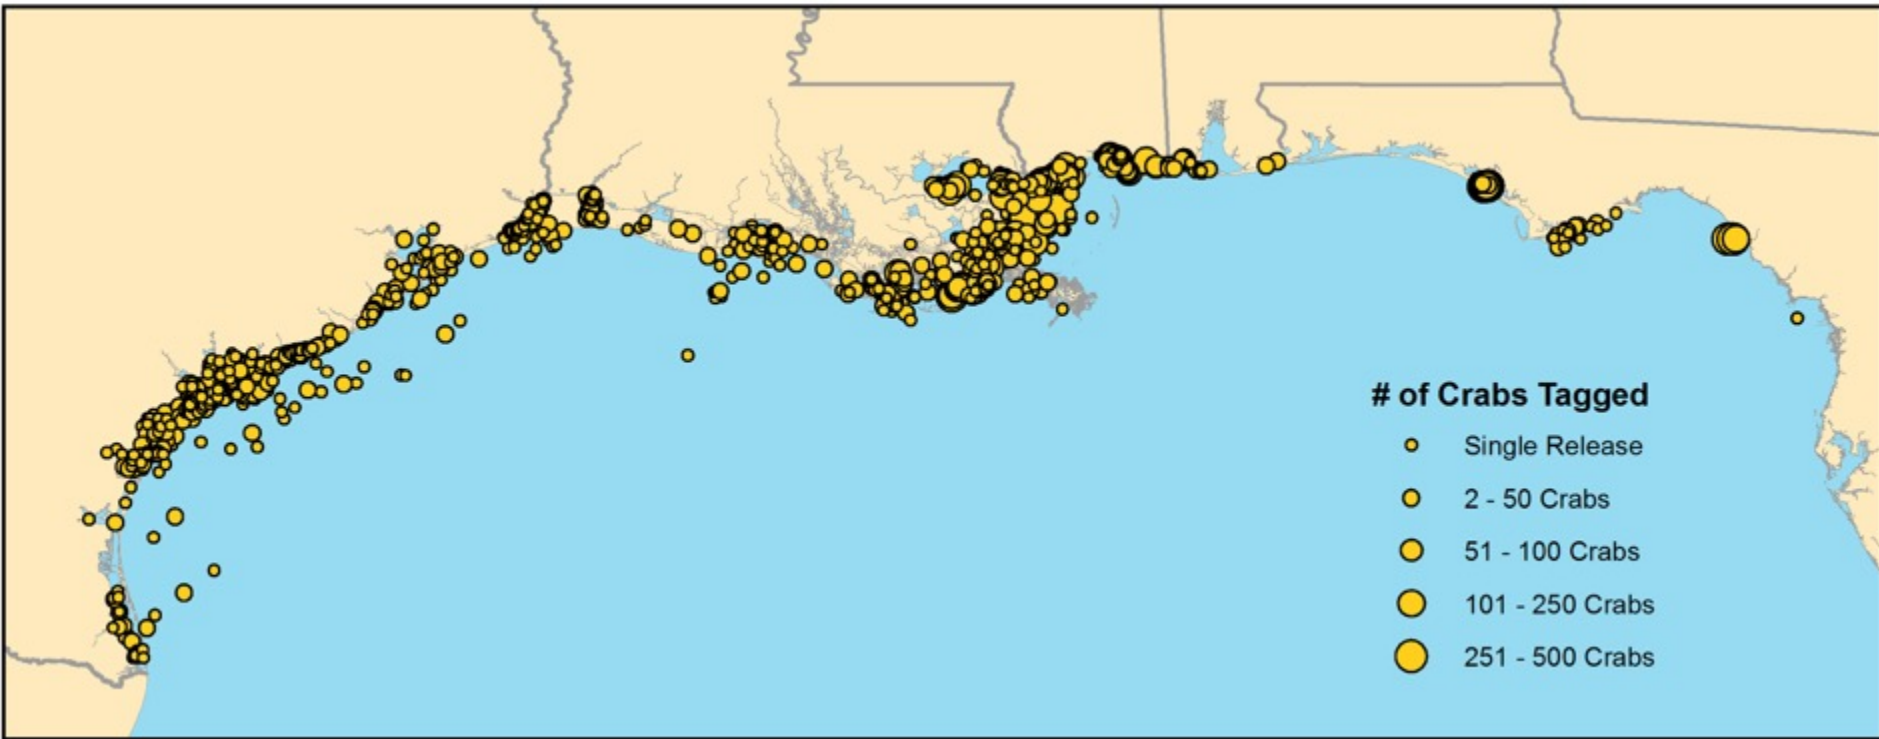 # of Crabs Tagged
Single Release
2 - 50 Crabs
51 - 100 Crabs
101 - 250 Crabs
251 - 500 Crabs